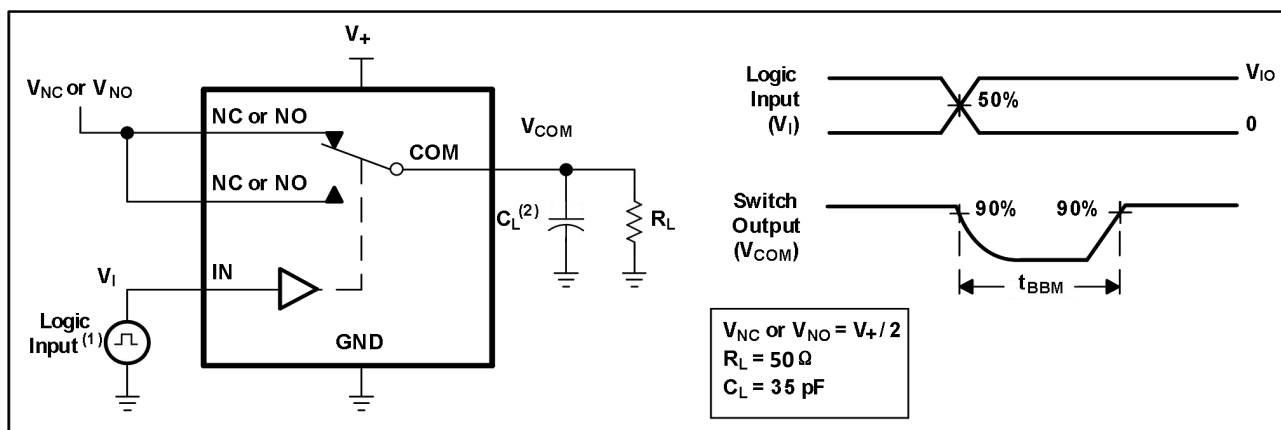 V+
VNC or VNO
NC or NO
VCOM
COM
NC or NO
CL(2)
RL
VI
IN
Logic
Input(1)
GND
Logic
Input
(VI)
50%
VIO
0
Switch
Output
(VCOM)
90%
90%
tBBM
VNC or VNO = V+ / 2
RL = 50 Ω
CL = 35 pF